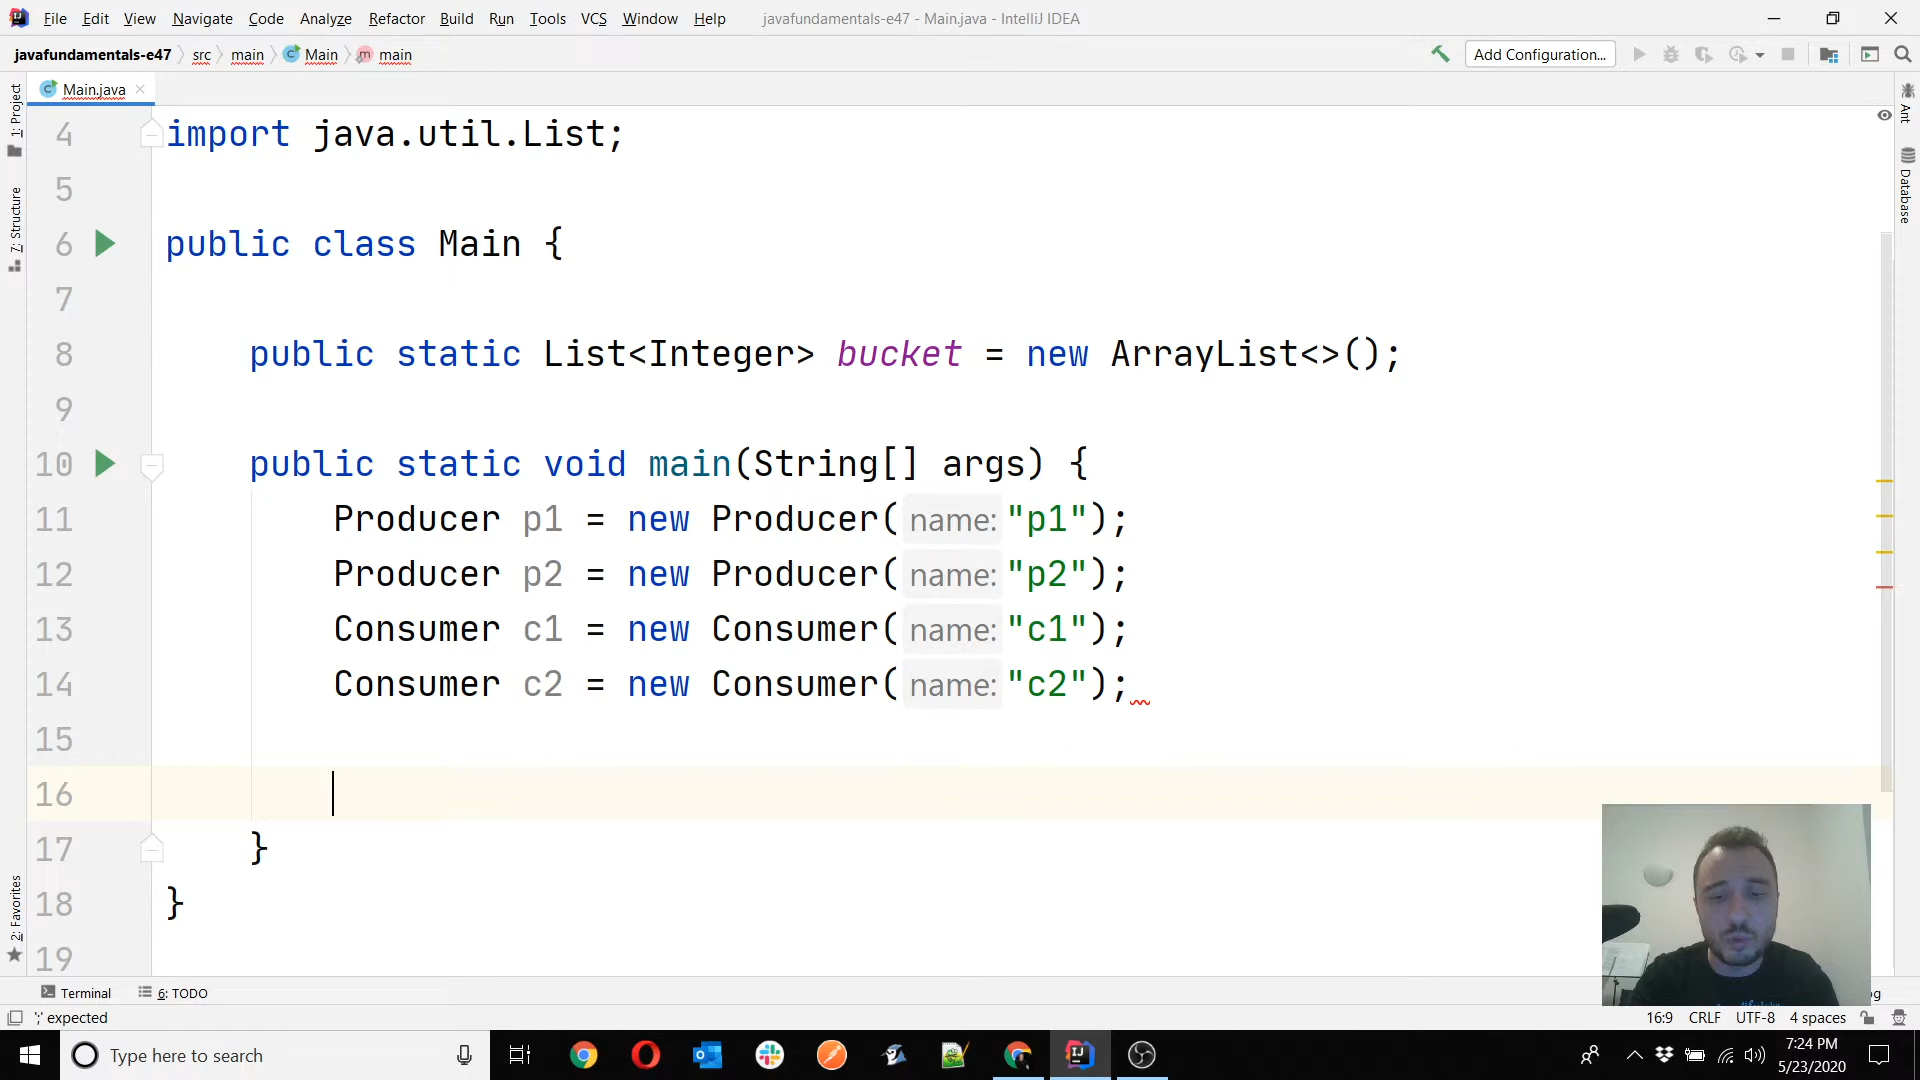 File Edit View Navigate Code Analyze Refactor Build Run Tools VCS Window Help javafundamentals-e47 - Main.java - IntelliJ IDEA
javafundamentals-e47 src main Main main Add Configuration...
Main.java
1: Project
7: Structure
2: Favorites
Ant
Database
4 import java.util.List;
5
6 public class Main {
7
8 public static List<Integer> bucket = new ArrayList<>();
9
10 public static void main(String[] args) {
11 Producer p1 = new Producer( name: "p1");
12 Producer p2 = new Producer( name: "p2");
13 Consumer c1 = new Consumer( name: "c1");
14 Consumer c2 = new Consumer( name: "c2");
15
16
17 }
18 }
19
Terminal 6: TODO
';' expected 16:9 CRLF UTF-8 4 spaces
Type here to search 7:24 PM
5/23/2020